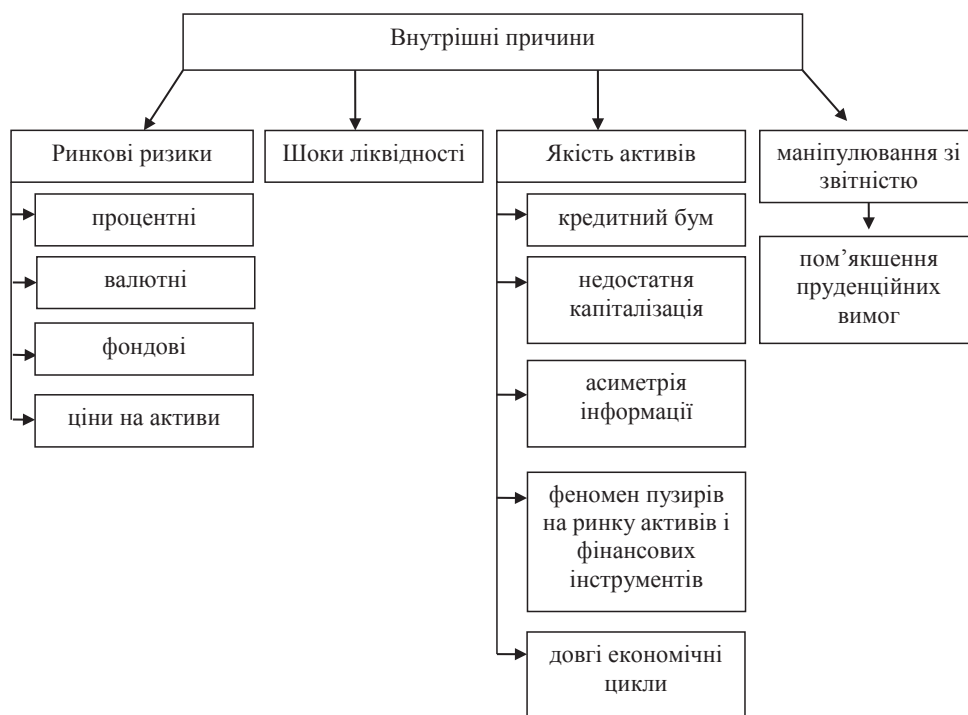 Внутрішні причини
Ринкові ризики
процентні
валютні
фондові
ціни на активи
Шоки ліквідності
Якість активів
кредитний бум
недостатня
капіталізація
асиметрія
інформації
феномен пузирів
на ринку активів і
фінансових
інструментів
довгі економічні
цикли
маніпулювання зі
звітністю
пом’якшення
пруденційних
вимог